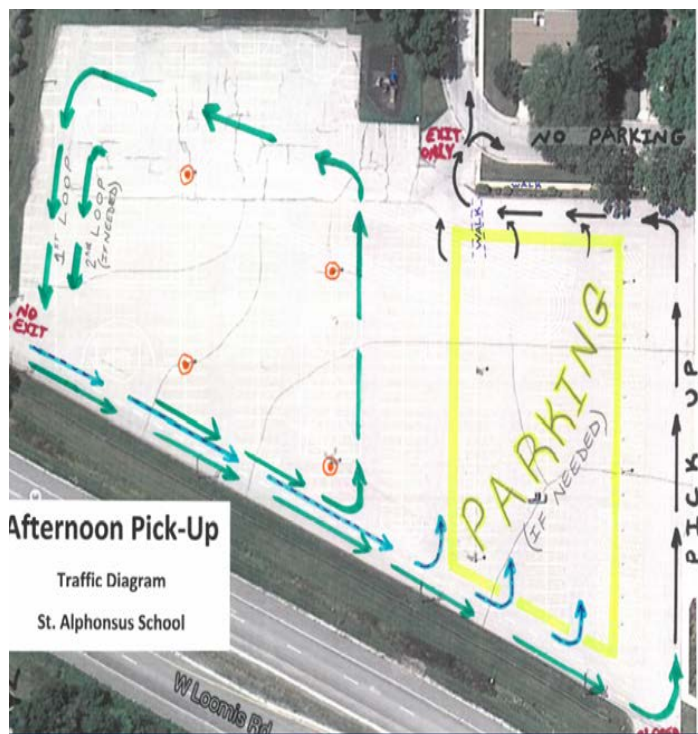 EXIT
ONLY
NO PARKING
WALK
WALK
1ST LOOP
2ND LOOP
(IF NEEDED)
NO
EXIT
PARKING
(IF NEEDED)
PICK UP
Afternoon Pick-Up
Traffic Diagram
St. Alphonsus School
W Loomis Rd
CLOSED